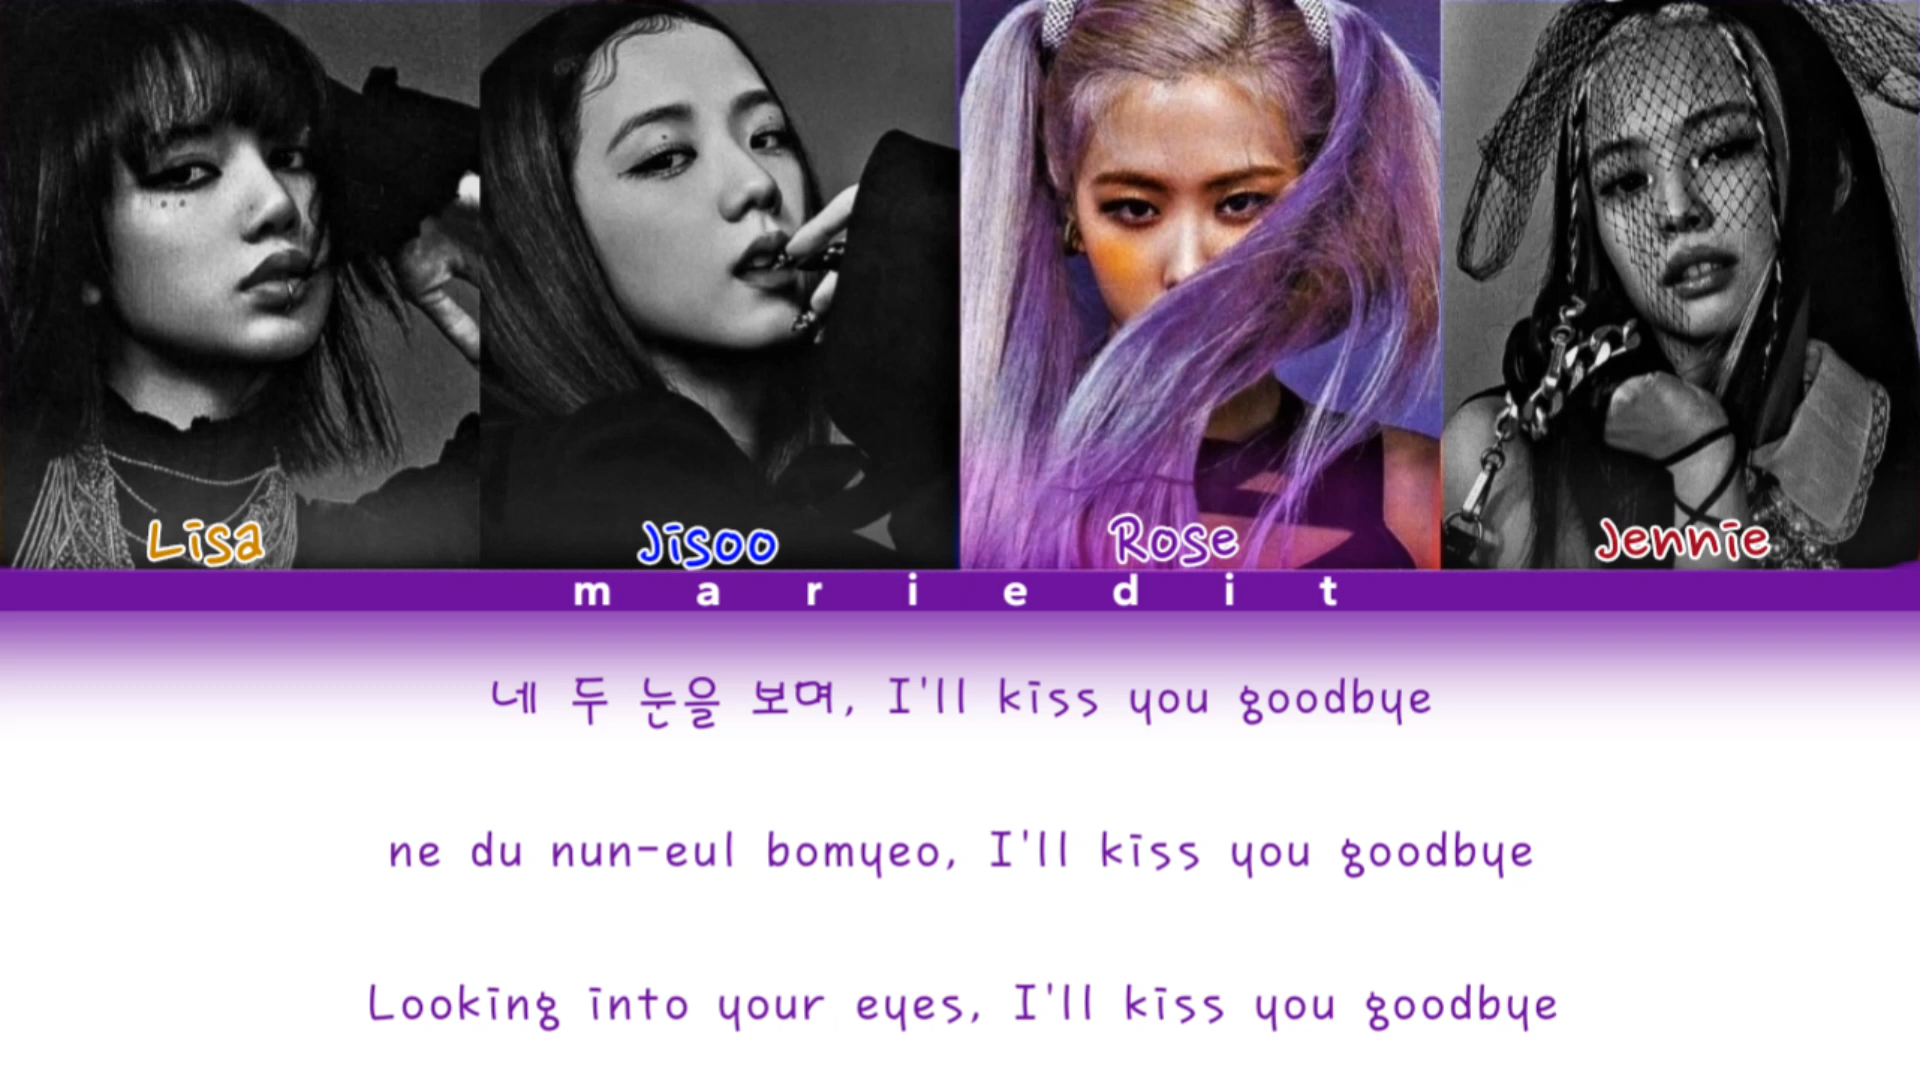 Lisa
Jisoo
Rose
Jennie
mariedit
네 두 눈을 보며, I'll kiss you goodbye
ne du nun-eul bomyeo, I'll kiss you goodbye
Looking into your eyes, I'll kiss you goodbye